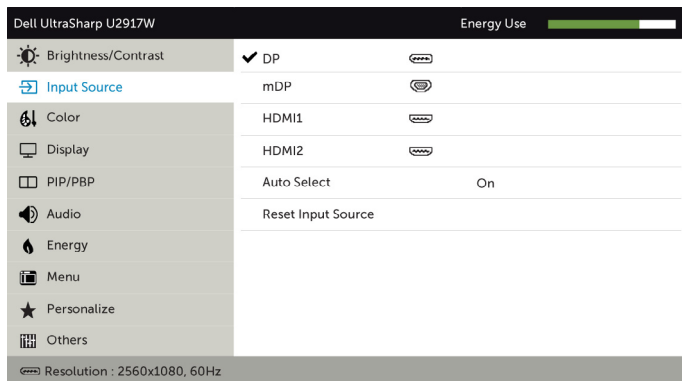 Dell UltraSharp U2917W Energy Use
Brightness/Contrast
Input Source
Color
Display
PIP/PBP
Audio
Energy
Menu
Personalize
Others
DP
mDP
HDMI1
HDMI2
Auto Select On
Reset Input Source
Resolution : 2560x1080, 60Hz